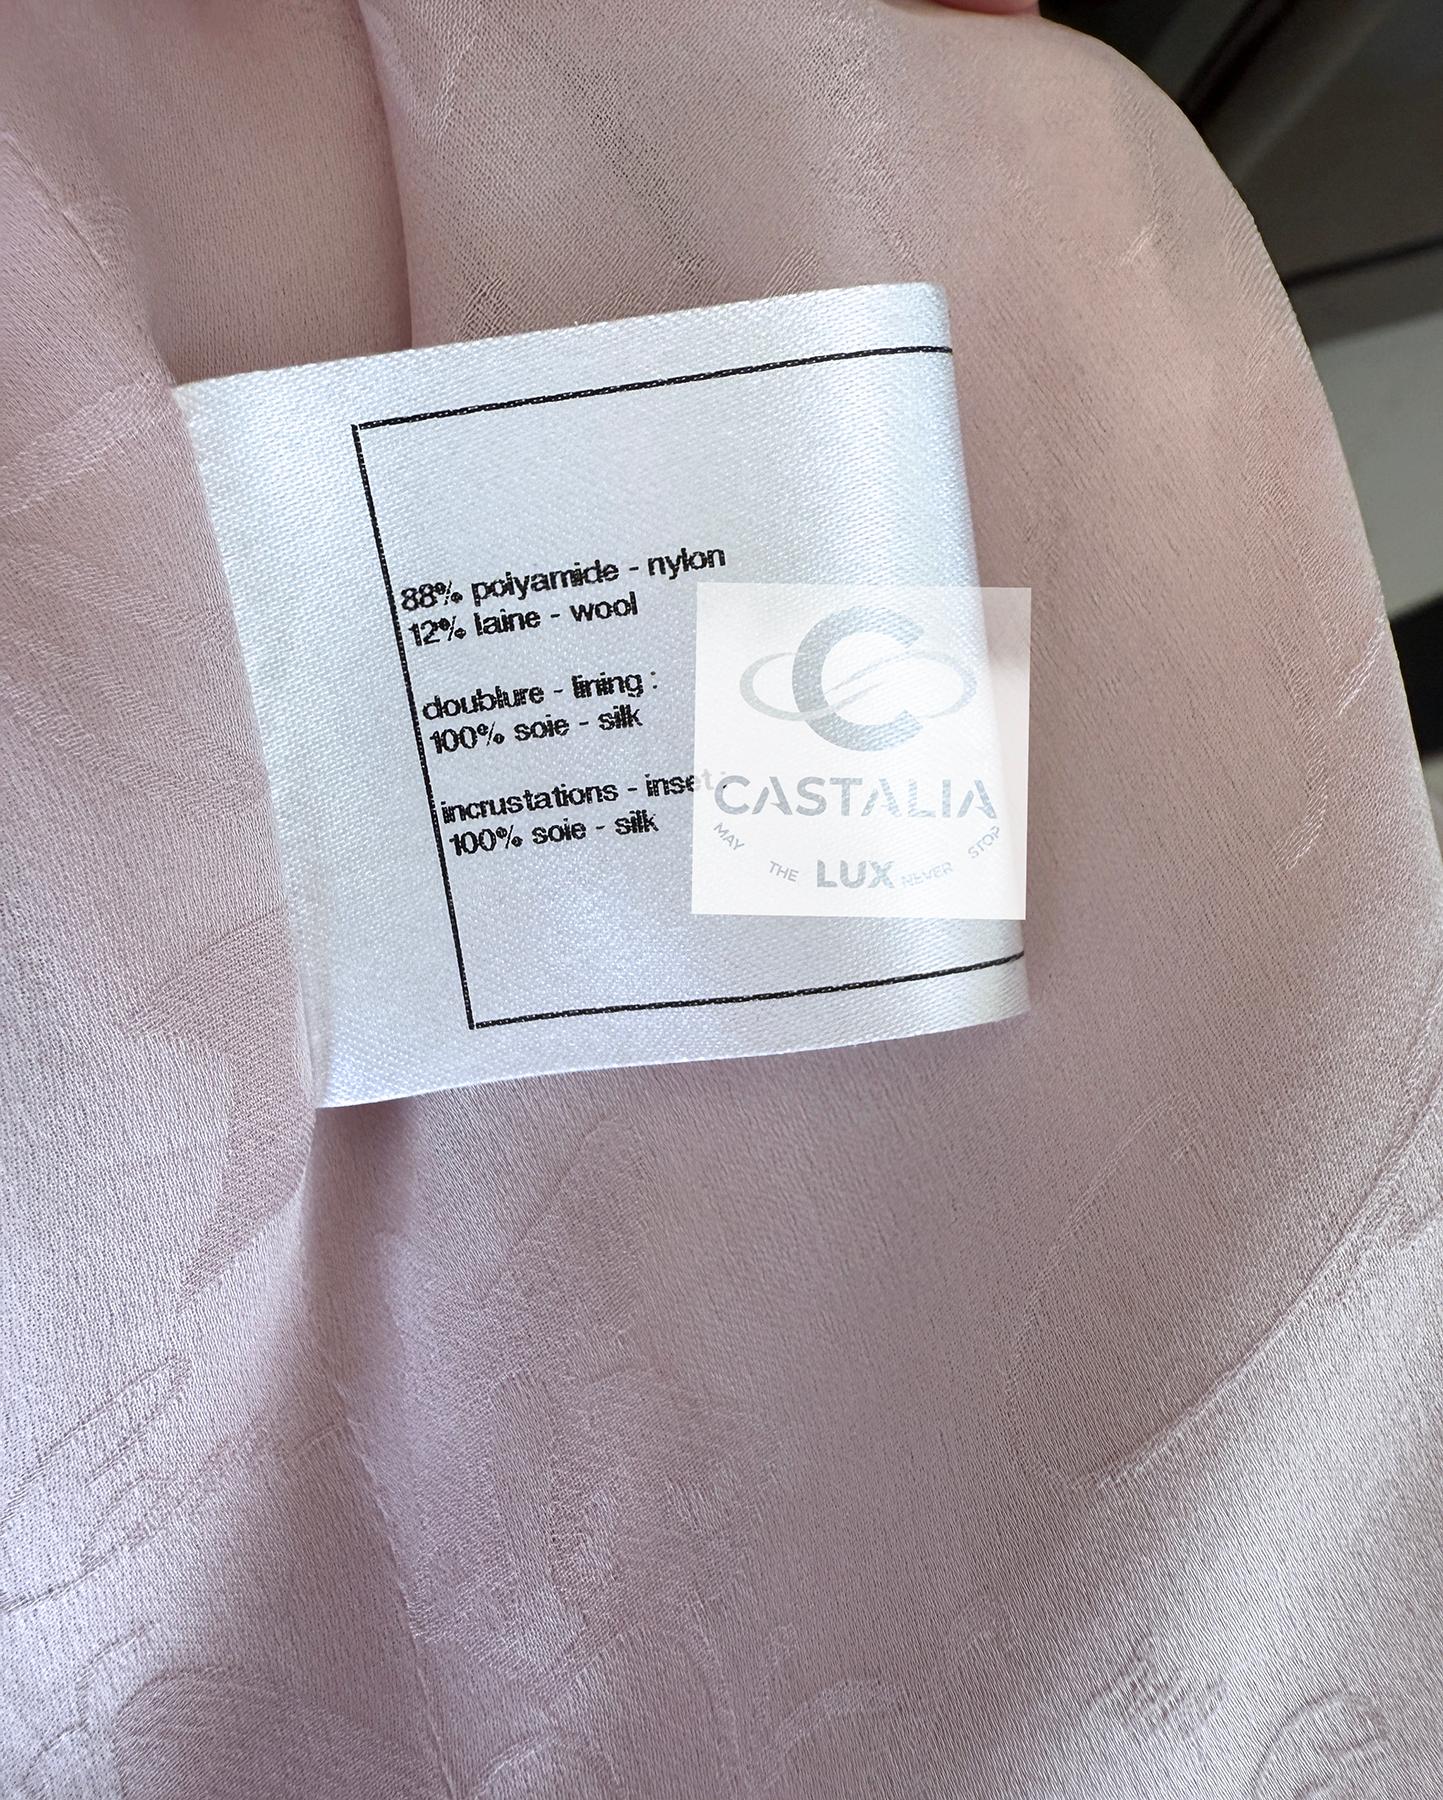 88% polyamide - nylon
12% laine - wool
doublure - lining :
100% soie - silk
incrustations - inset :
100% soie - silk
CASTALIA
MAY THE LUX NEVER STOP